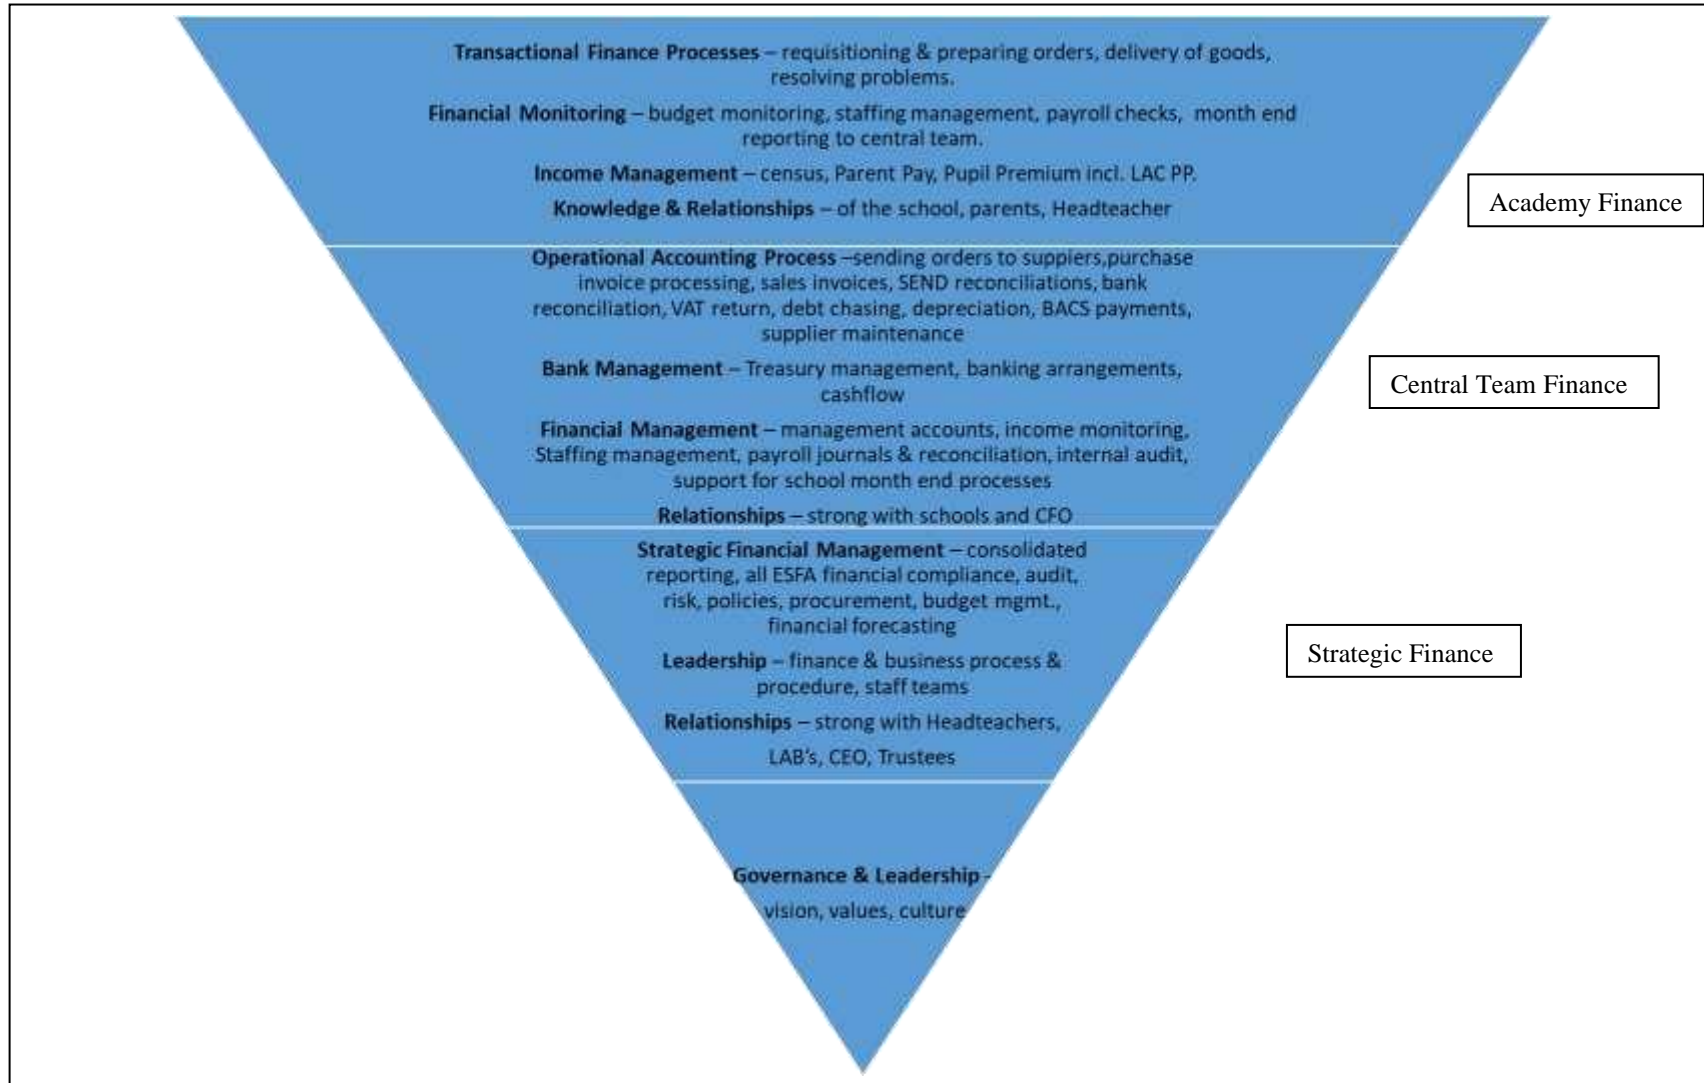 Transactional Finance Processes – requisitioning & preparing orders, delivery of goods,
resolving problems.
Financial Monitoring – budget monitoring, staffing management, payroll checks, month end
reporting to central team.
Income Management – census, Parent Pay, Pupil Premium incl. LAC PP.
Knowledge & Relationships – of the school, parents, Headteacher
Academy Finance
Operational Accounting Process –sending orders to suppiers,purchase
invoice processing, sales invoices, SEND reconciliations, bank
reconciliation, VAT return, debt chasing, depreciation, BACS payments,
supplier maintenance
Bank Management – Treasury management, banking arrangements,
cashflow
Financial Management – management accounts, income monitoring,
Staffing management, payroll journals & reconciliation, internal audit,
support for school month end processes
Relationships – strong with schools and CFO
Central Team Finance
Strategic Financial Management – consolidated
reporting, all ESFA financial compliance, audit,
risk, policies, procurement, budget mgmt.,
financial forecasting
Leadership – finance & business process &
procedure, staff teams
Relationships – strong with Headteachers,
LAB's, CEO, Trustees
Strategic Finance
Governance & Leadership -
vision, values, culture